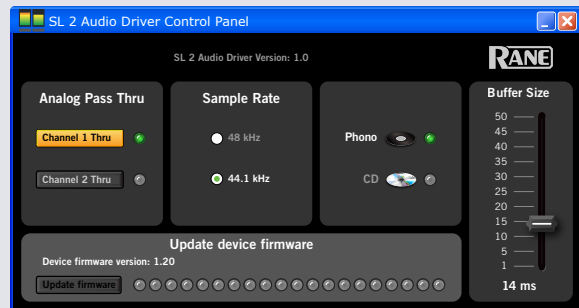 SL 2 Audio Driver Control Panel
SL 2 Audio Driver Version: 1.0
RANE
Analog Pass Thru
Channel 1 Thru
Channel 2 Thru
Sample Rate
48 kHz
44.1 kHz
Phono
CD
Buffer Size
50
45
40
35
30
25
20
15
10
5
1
14 ms
Update device firmware
Device firmware version: 1.20
Update firmware